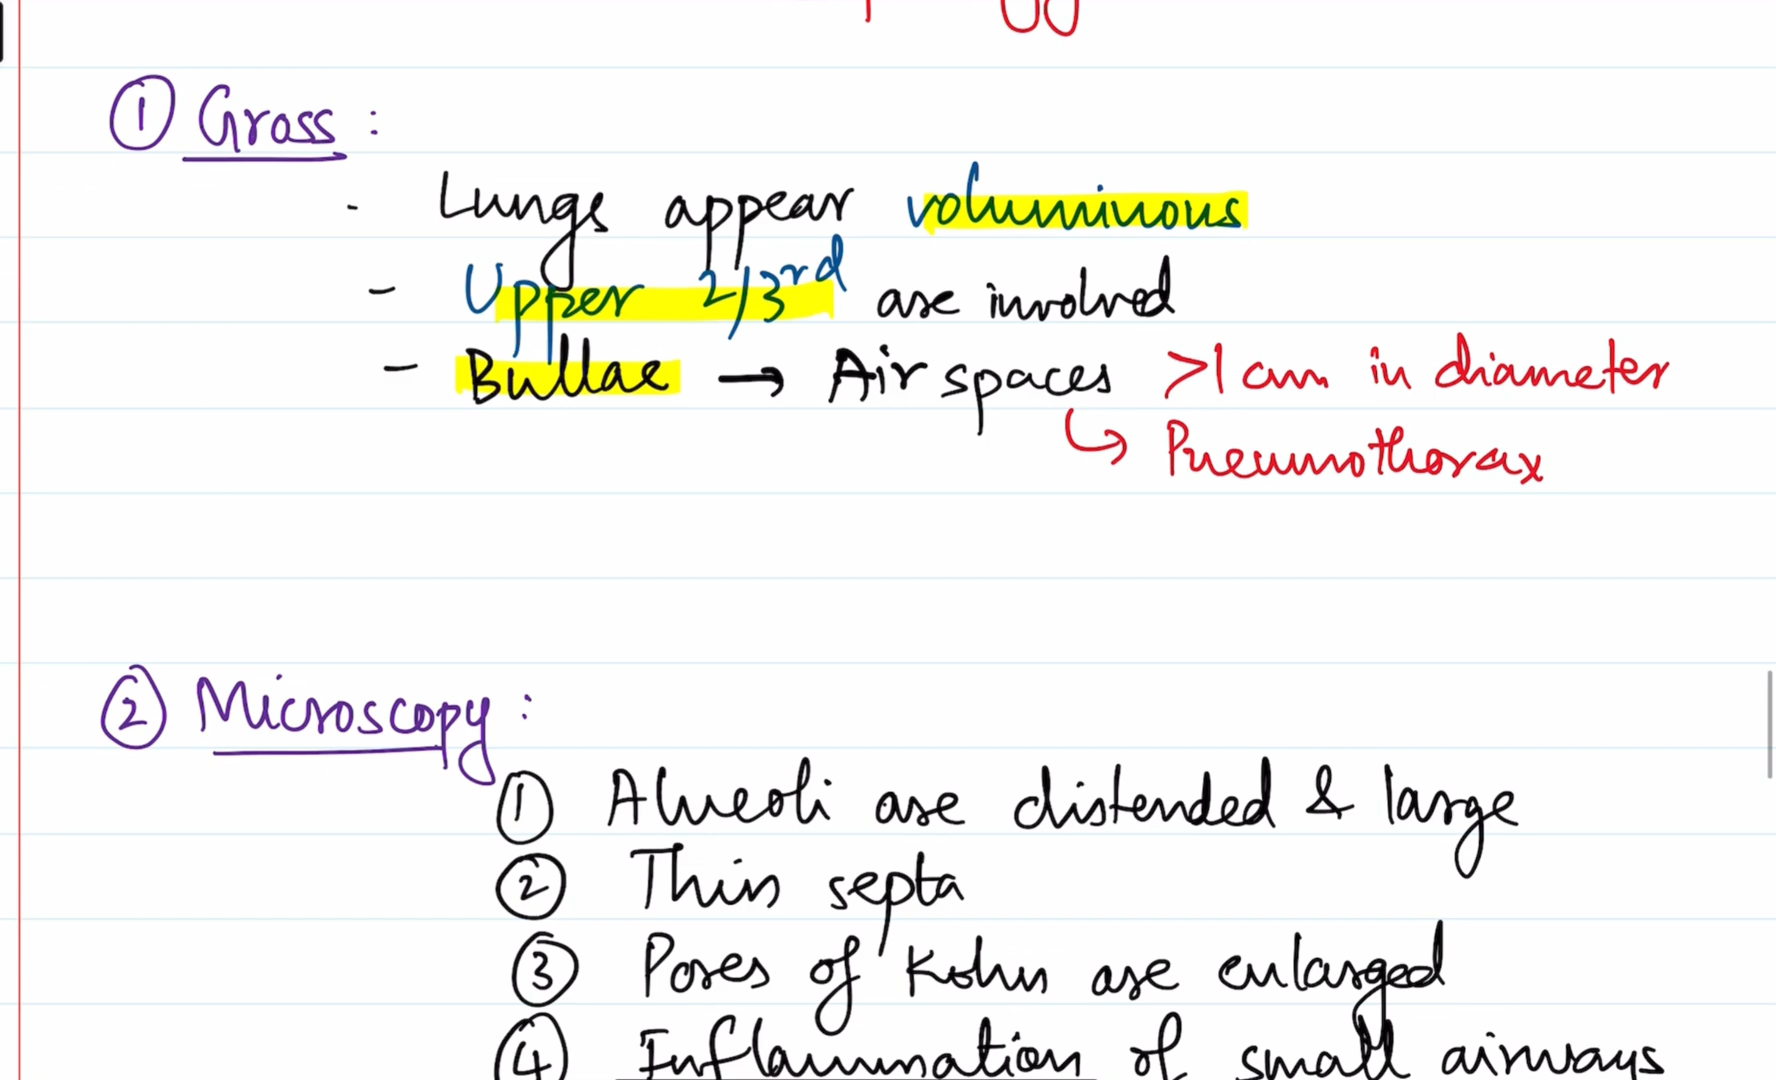 ① Gross :
- Lungs appear voluminous
- Upper 2/3rd are involved
- Bullae → Air spaces >1 cm in diameter
↳ Pneumothorax
② Microscopy :
① Alveoli are distended & large
② Thin septa
③ Pores of Kohn are enlarged
④ Inflammation of small airways